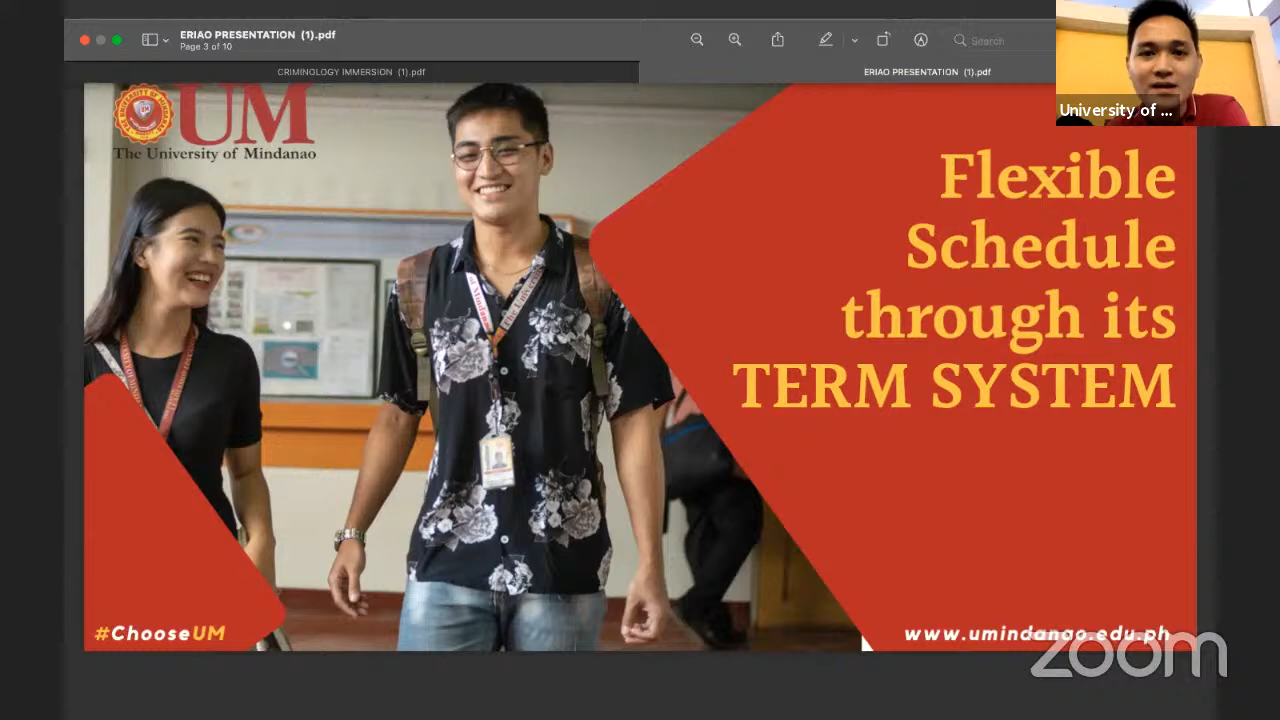 ERIAO PRESENTATION (1).pdf
Page 3 of 10
Search
CRIMINOLOGY IMMERSION (1).pdf
ERIAO PRESENTATION (1).pdf
University of ...
UM
The University of Mindanao
Flexible
Schedule
through its
TERM SYSTEM
#ChooseUM
www.umindanao.edu.ph
zoom